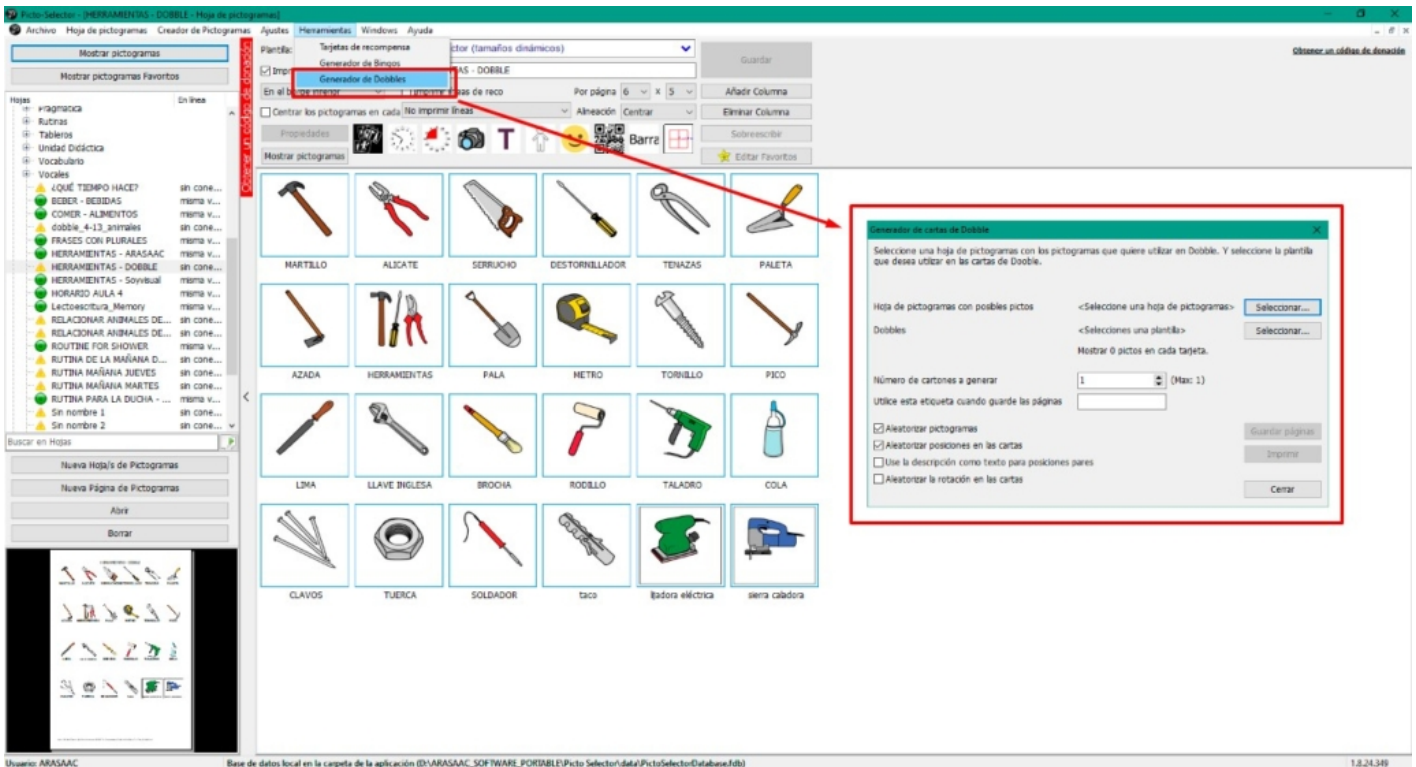 Picto-Selector - [HERRAMIENTAS - DOBBLE - Hoja de pictogramas]
Archivo Hoja de pictogramas Creador de Pictogramas Ajustes Herramientas Windows Ayuda
Mostrar pictogramas
Mostrar pictogramas Favoritos
Hojas En línea
Pragmática
Rutinas
Tableros
Unidad Didáctica
Vocabulario
Vocales
¿QUÉ TIEMPO HACE? sin cone...
BEBER - BEBIDAS misma v...
COMER - ALIMENTOS misma v...
dobble_4-13_animales sin cone...
FRASES CON PLURALES misma v...
HERRAMIENTAS - ARASAAC misma v...
HERRAMIENTAS - DOBBLE sin cone...
HERRAMIENTAS - Soyvisual misma v...
HORARIO AULA 4 misma v...
Lectoescritura_Memory misma v...
RELACIONAR ANIMALES DE... sin cone...
RELACIONAR ANIMALES DE... sin cone...
ROUTINE FOR SHOWER misma v...
RUTINA DE LA MAÑANA D... sin cone...
RUTINA MAÑANA JUEVES sin cone...
RUTINA MAÑANA MARTES sin cone...
RUTINA PARA LA DUCHA - ... misma v...
Sin nombre 1 sin cone...
Sin nombre 2 sin cone...
Buscar en Hojas
Nueva Hoja/s de Pictogramas
Nueva Página de Pictogramas
Abrir
Borrar
Obtener un código de donación
Plantilla:
Tarjetas de recompensa
Generador de Bingos
Generador de Dobbles
ctor (tamaños dinámicos)
AS - DOBBLE
Guardar
Obtener un código de donación
En el borde inferior
Por página 6 X 5
Añadir Columna
Centrar los pictogramas en cada No imprimir líneas
Alineación Centrar
Eliminar Columna
Propiedades
T
Barra
Sobreescribir
Mostrar pictogramas
Editar Favoritos
MARTILLO ALICATE SERRUCHO DESTORNILLADOR TENAZAS PALETA
AZADA HERRAMIENTAS PALA METRO TORNILLO PICO
LIMA LLAVE INGLESA BROCHA RODILLO TALADRO COLA
CLAVOS TUERCA SOLDADOR taco lijadora eléctrica sierra caladora
Generador de cartas de Dobble
Seleccione una hoja de pictogramas con los pictogramas que quiere utilizar en Dobble. Y seleccione la plantilla
que desea utilizar en las cartas de Dooble.
Hoja de pictogramas con posibles pictos <Seleccione una hoja de pictogramas> Seleccionar...
Dobbles <Selecciones una plantilla> Seleccionar...
Mostrar 0 pictos en cada tarjeta.
Número de cartones a generar 1 (Max: 1)
Utilice esta etiqueta cuando guarde las páginas
Aleatorizar pictogramas
Guardar páginas
Aleatorizar posiciones en las cartas
Imprimir
Use la descripción como texto para posiciones pares
Aleatorizar la rotación en las cartas
Cerrar
Usuario: ARASAAC Base de datos local en la carpeta de la aplicación (D:\ARASAAC_SOFTWARE_PORTABLE\Picto Selector\data\PictoSelectorDatabase.fdb) 1.8.24.349